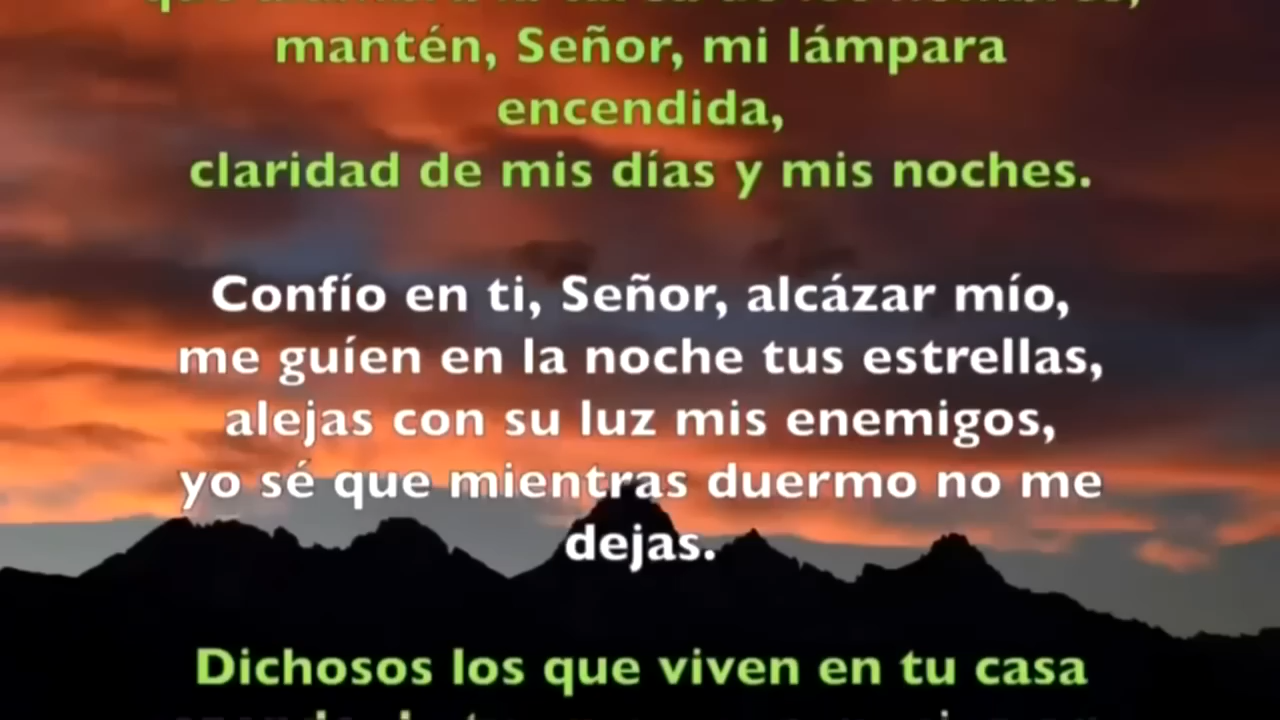 mantén, Señor, mi lámpara
encendida,
claridad de mis días y mis noches.
Confío en ti, Señor, alcázar mío,
me guíen en la noche tus estrellas,
alejas con su luz mis enemigos,
yo sé que mientras duermo no me
dejas.
Dichosos los que viven en tu casa